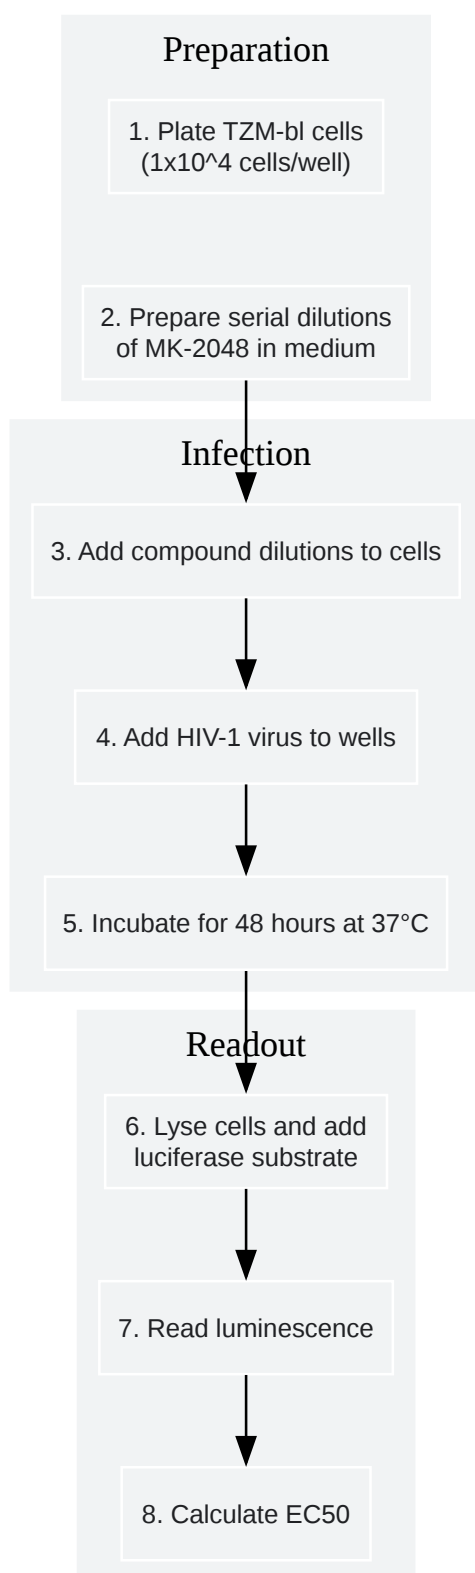 Preparation
1. Plate TZM-bl cells
(1x10^4 cells/well)
2. Prepare serial dilutions
of MK-2048 in medium
Infection
3. Add compound dilutions to cells
4. Add HIV-1 virus to wells
5. Incubate for 48 hours at 37°C
Readout
6. Lyse cells and add
luciferase substrate
7. Read luminescence
8. Calculate EC50